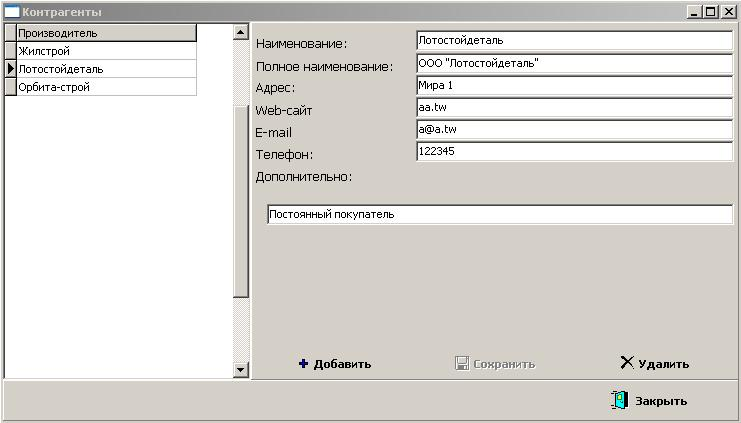 Контрагенты
Производитель
Жилстрой
Лотостойдеталь
Орбита-строй
Наименование: Лотостойдеталь
Полное наименование: ООО "Лотостойдеталь"
Адрес: Мира 1
Web-сайт aa.tw
E-mail a@a.tw
Телефон: 122345
Дополнительно:
Постоянный покупатель
Добавить Сохранить Удалить
Закрыть